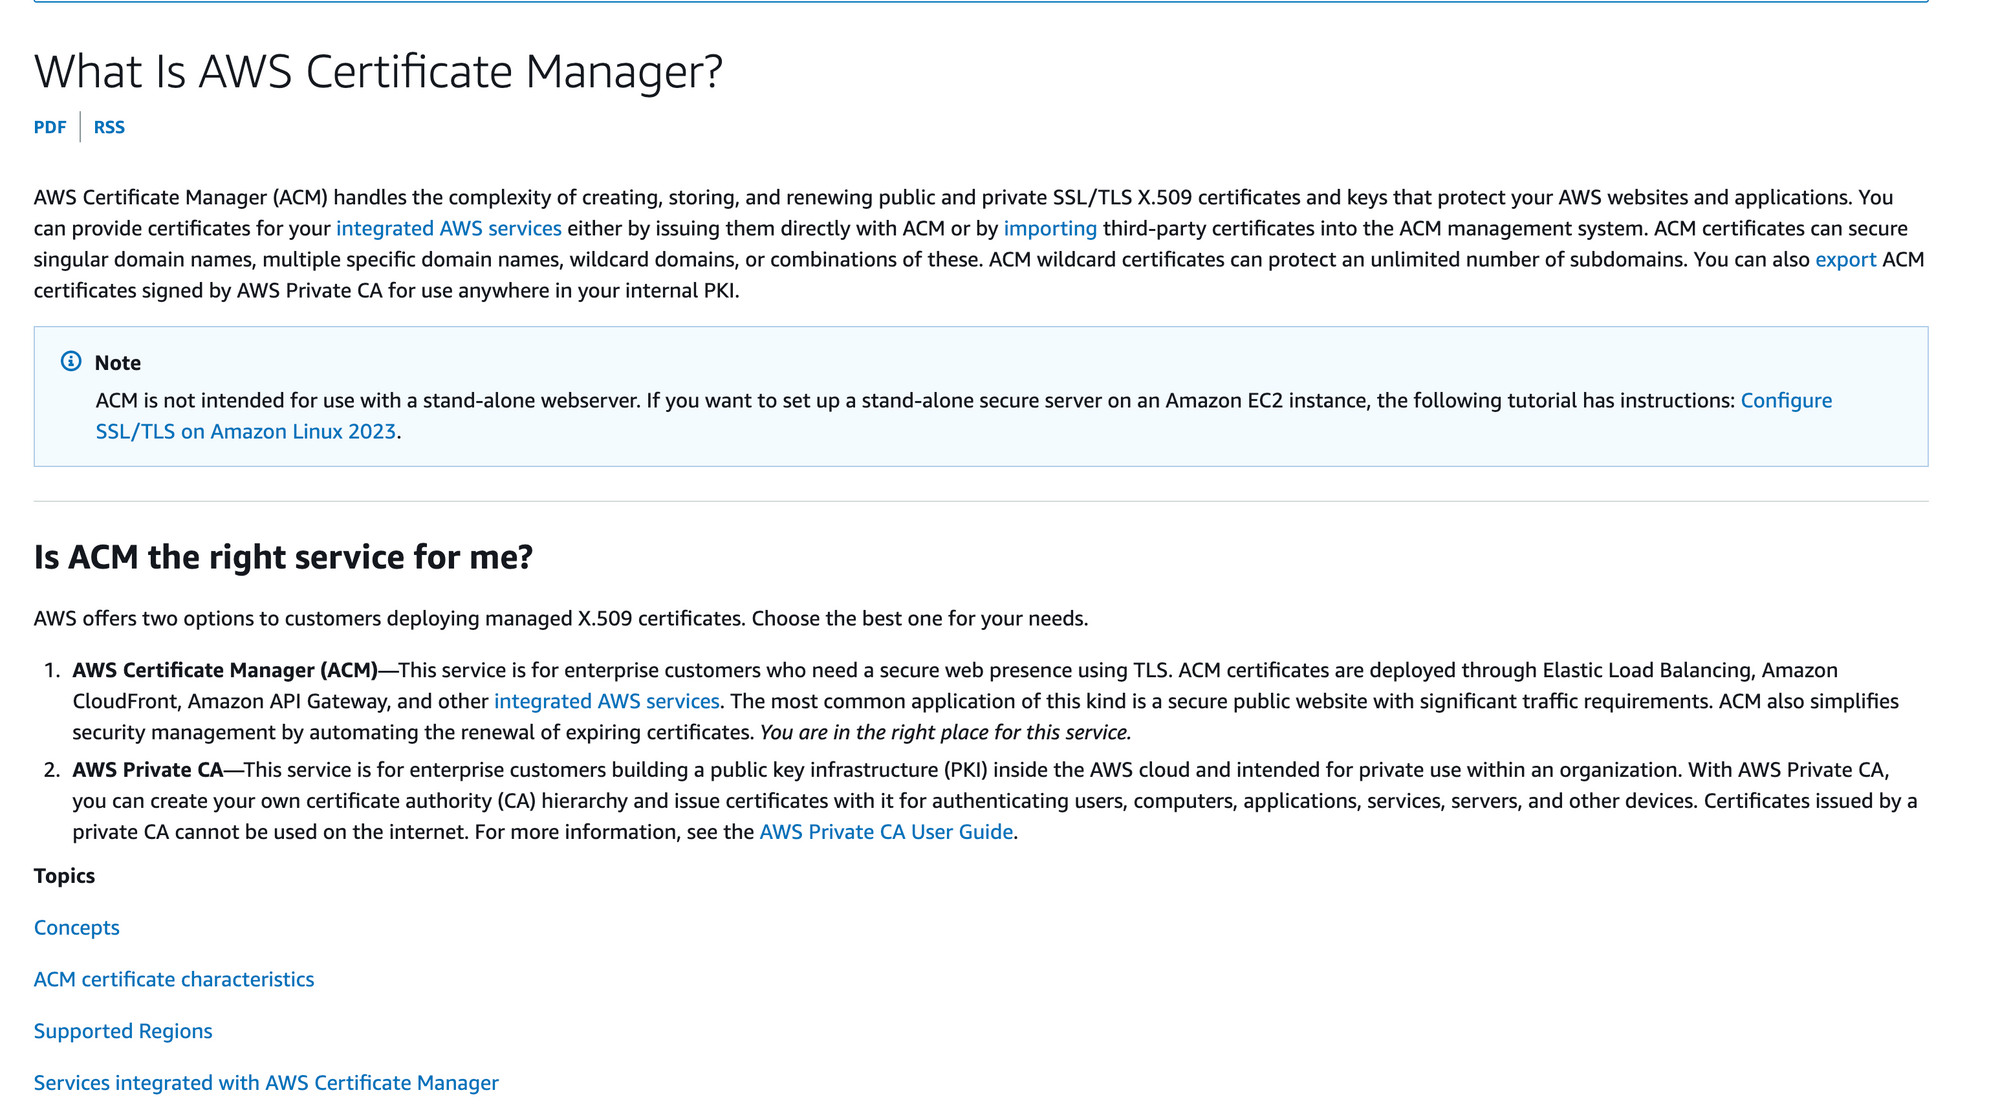 What Is AWS Certificate Manager?
PDF
RSS
AWS Certificate Manager (ACM) handles the complexity of creating, storing, and renewing public and private SSL/TLS X.509 certificates and keys that protect your AWS websites and applications. You
can provide certificates for your integrated AWS services either by issuing them directly with ACM or by importing third-party certificates into the ACM management system. ACM certificates can secure
singular domain names, multiple specific domain names, wildcard domains, or combinations of these. ACM wildcard certificates can protect an unlimited number of subdomains. You can also export ACM
certificates signed by AWS Private CA for use anywhere in your internal PKI.
Note
ACM is not intended for use with a stand-alone webserver. If you want to set up a stand-alone secure server on an Amazon EC2 instance, the following tutorial has instructions: Configure
SSL/TLS on Amazon Linux 2023.
Is ACM the right service for me?
AWS offers two options to customers deploying managed X.509 certificates. Choose the best one for your needs.
1. AWS Certificate Manager (ACM)—This service is for enterprise customers who need a secure web presence using TLS. ACM certificates are deployed through Elastic Load Balancing, Amazon
CloudFront, Amazon API Gateway, and other integrated AWS services. The most common application of this kind is a secure public website with significant traffic requirements. ACM also simplifies
security management by automating the renewal of expiring certificates. You are in the right place for this service.
2. AWS Private CA—This service is for enterprise customers building a public key infrastructure (PKI) inside the AWS cloud and intended for private use within an organization. With AWS Private CA,
you can create your own certificate authority (CA) hierarchy and issue certificates with it for authenticating users, computers, applications, services, servers, and other devices. Certificates issued by a
private CA cannot be used on the internet. For more information, see the AWS Private CA User Guide.
Topics
Concepts
ACM certificate characteristics
Supported Regions
Services integrated with AWS Certificate Manager